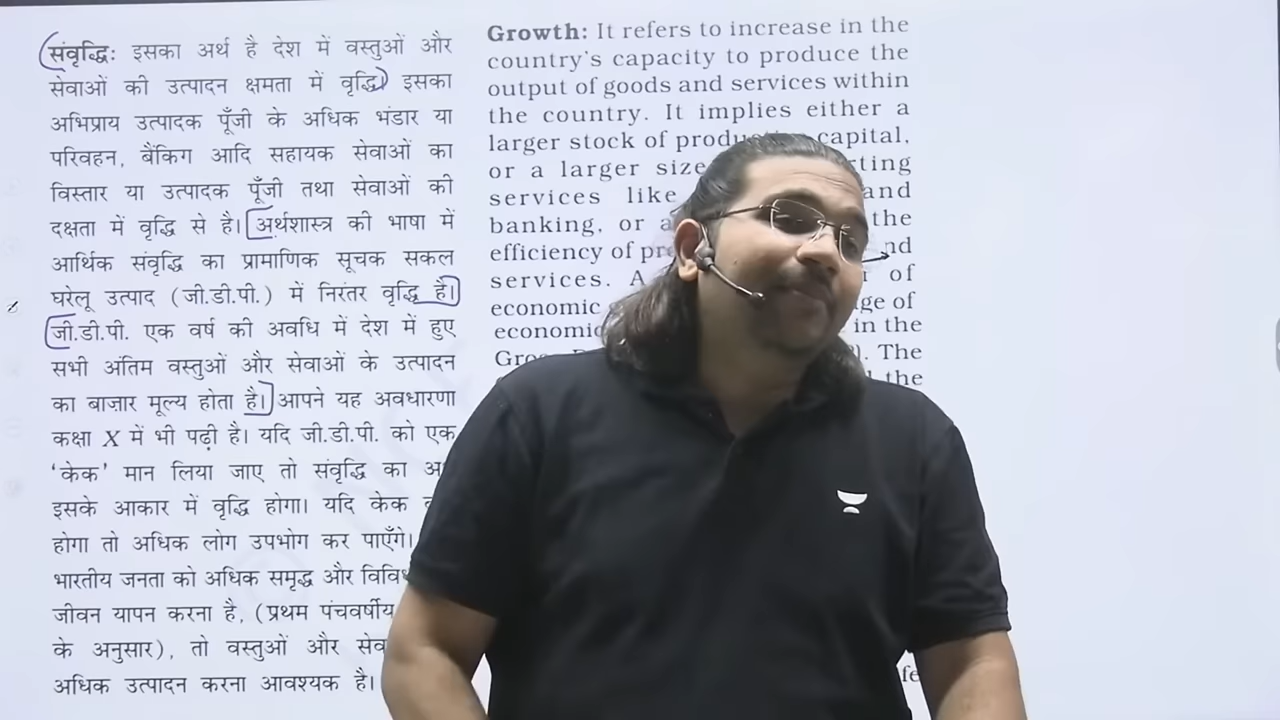 संवृद्धि: इसका अर्थ है देश में वस्तुओं और
सेवाओं की उत्पादन क्षमता में वृद्धि। इसका
अभिप्राय उत्पादक पूँजी के अधिक भंडार या
परिवहन, बैंकिग आदि सहायक सेवाओं का
विस्तार या उत्पादक पूँजी तथा सेवाओं की
दक्षता में वृद्धि से है। अर्थशास्त्र की भाषा में
आर्थिक संवृद्धि का प्रामाणिक सूचक सकल
घरेलू उत्पाद (जी.डी.पी.) में निरंतर वृद्धि है।
जी.डी.पी. एक वर्ष की अवधि में देश में हुए
सभी अंतिम वस्तुओं और सेवाओं के उत्पादन
का बाजार मूल्य होता है। आपने यह अवधारणा
कक्षा X में भी पढ़ी है। यदि जी.डी.पी. को एक
'केक' मान लिया जाए तो संवृद्धि का
इसके आकार में वृद्धि होगा। यदि केक
होगा तो अधिक लोग उपभोग कर पाएँगे।
भारतीय जनता को अधिक समृद्ध और
जीवन यापन करना है, (प्रथम पंचवर्षीय
के अनुसार), तो वस्तुओं और
अधिक उत्पादन करना आवश्यक है।
Growth: It refers to increase in the
country's capacity to produce the
output of goods and services within
the country. It implies either a
larger stock of capital,
or a larger size
services like and
banking, or the
efficiency of
services. A of
economic of
in the
The
the